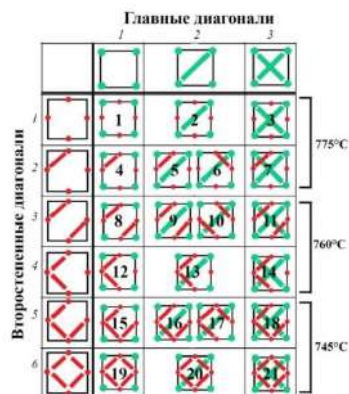 Главные диагонали
1 2 3
Второстепенные диагонали
1 1 2 3
775°C
2 4 5 6 7
3 8 9 10 11
760°C
4 12 13 14
5 15 16 17 18
745°C
6 19 20 21